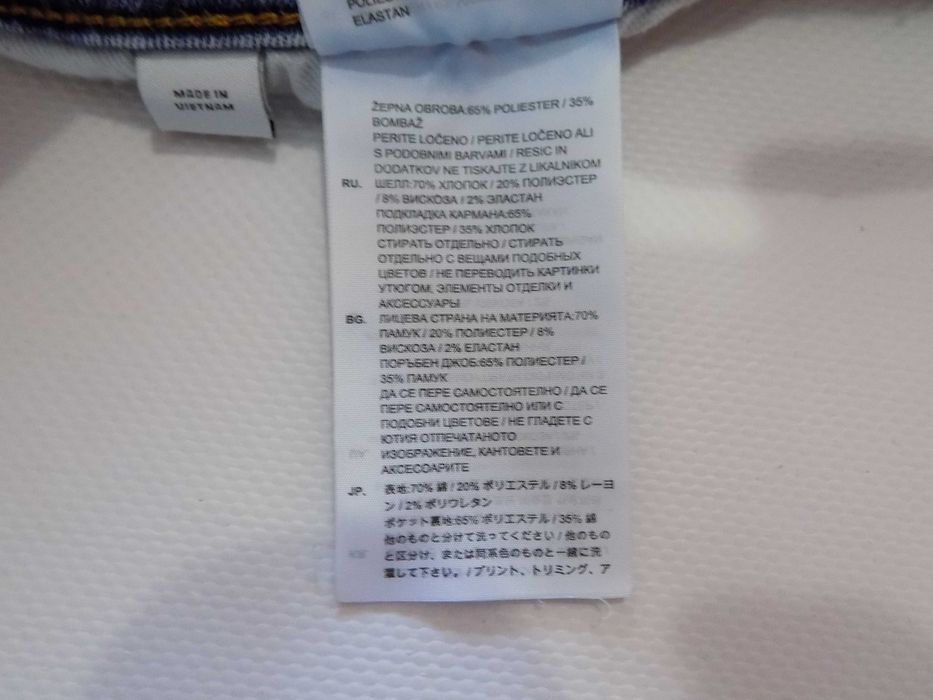 POLIES
ELASTAN
MADE IN
VIETNAM
ŽEPNA OBROBA:65% POLIESTER / 35%
BOMBAŽ
PERITE LOČENO / PERITE LOČENO ALI
S PODOBNIMI BARVAMI / RESIC IN
DODATKOV NE TISKAJTE Z LIKALNIKOM
RU. ШЕЛЛ:70% ХЛОПОК / 20% ПОЛИЭСТЕР
/ 8% ВИСКОЗА / 2% ЭЛАСТАН
ПОДКЛАДКА КАРМАНА:65%
ПОЛИЭСТЕР / 35% ХЛОПОК
СТИРАТЬ ОТДЕЛЬНО / СТИРАТЬ
ОТДЕЛЬНО С ВЕЩАМИ ПОДОБНЫХ
ЦВЕТОВ / НЕ ПЕРЕВОДИТЬ КАРТИНКИ
УТЮГОМ, ЭЛЕМЕНТЫ ОТДЕЛКИ И
АКСЕССУАРЫ
BG. ЛИЦЕВА СТРАНА НА МАТЕРИЯТА:70%
ПАМУК / 20% ПОЛИЕСТЕР / 8%
ВИСКОЗА / 2% ЕЛАСТАН
ПОРЪБЕН ДЖОБ:65% ПОЛИЕСТЕР /
35% ПАМУК
ДА СЕ ПЕРЕ САМОСТОЯТЕЛНО / ДА СЕ
ПЕРЕ САМОСТОЯТЕЛНО ИЛИ С
ПОДОБНИ ЦВЕТОВЕ / НЕ ГЛАДЕТЕ С
ЮТИЯ ОТПЕЧАТАНОТО
ИЗОБРАЖЕНИЕ, КАНТОВЕТЕ И
АКСЕСОАРИТЕ
JP. 表地:70% 綿 / 20% ポリエステル / 8% レーヨ
ン / 2% ポリウレタン
ポケット裏地:65% ポリエステル / 35% 綿
他のものと分けて洗ってください / 他のもの
と区分け、または同系色のものと一緒に洗
濯して下さい。/ プリント、トリミング、ア